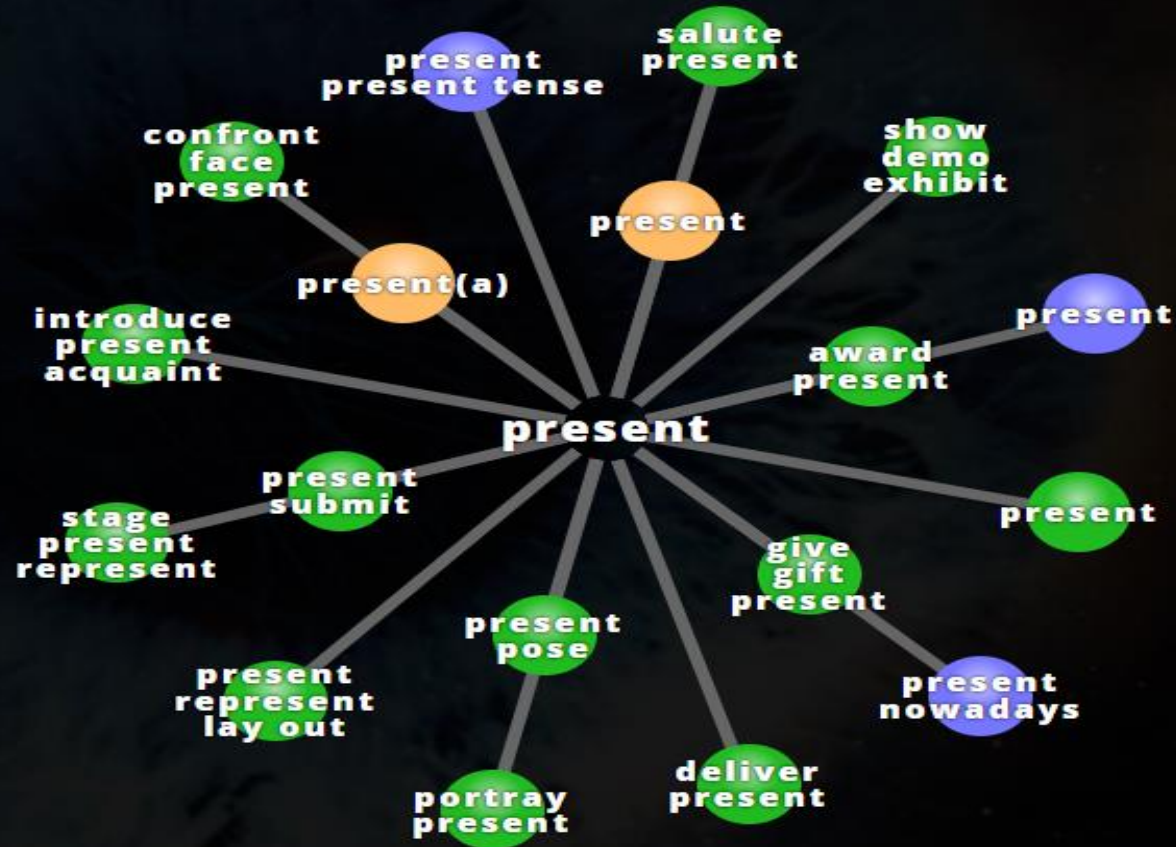 salute
present
present
present tense
confront
face
present
show
demo
exhibit
present
present(a)
introduce
present
acquaint
present
award
present
present
present
submit
stage
present
represent
present
give
gift
present
present
pose
present
represent
lay out
present
nowadays
deliver
present
portray
present